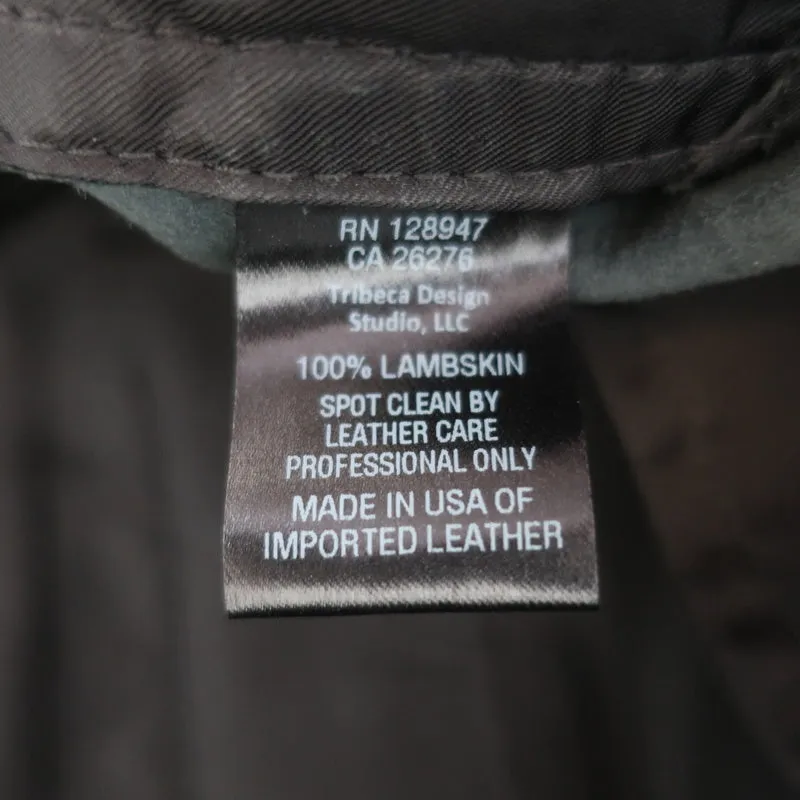 RN 128947
CA 26276
Tribeca Design
Studio, LLC
100% LAMBSKIN
SPOT CLEAN BY
LEATHER CARE
PROFESSIONAL ONLY
MADE IN USA OF
IMPORTED LEATHER